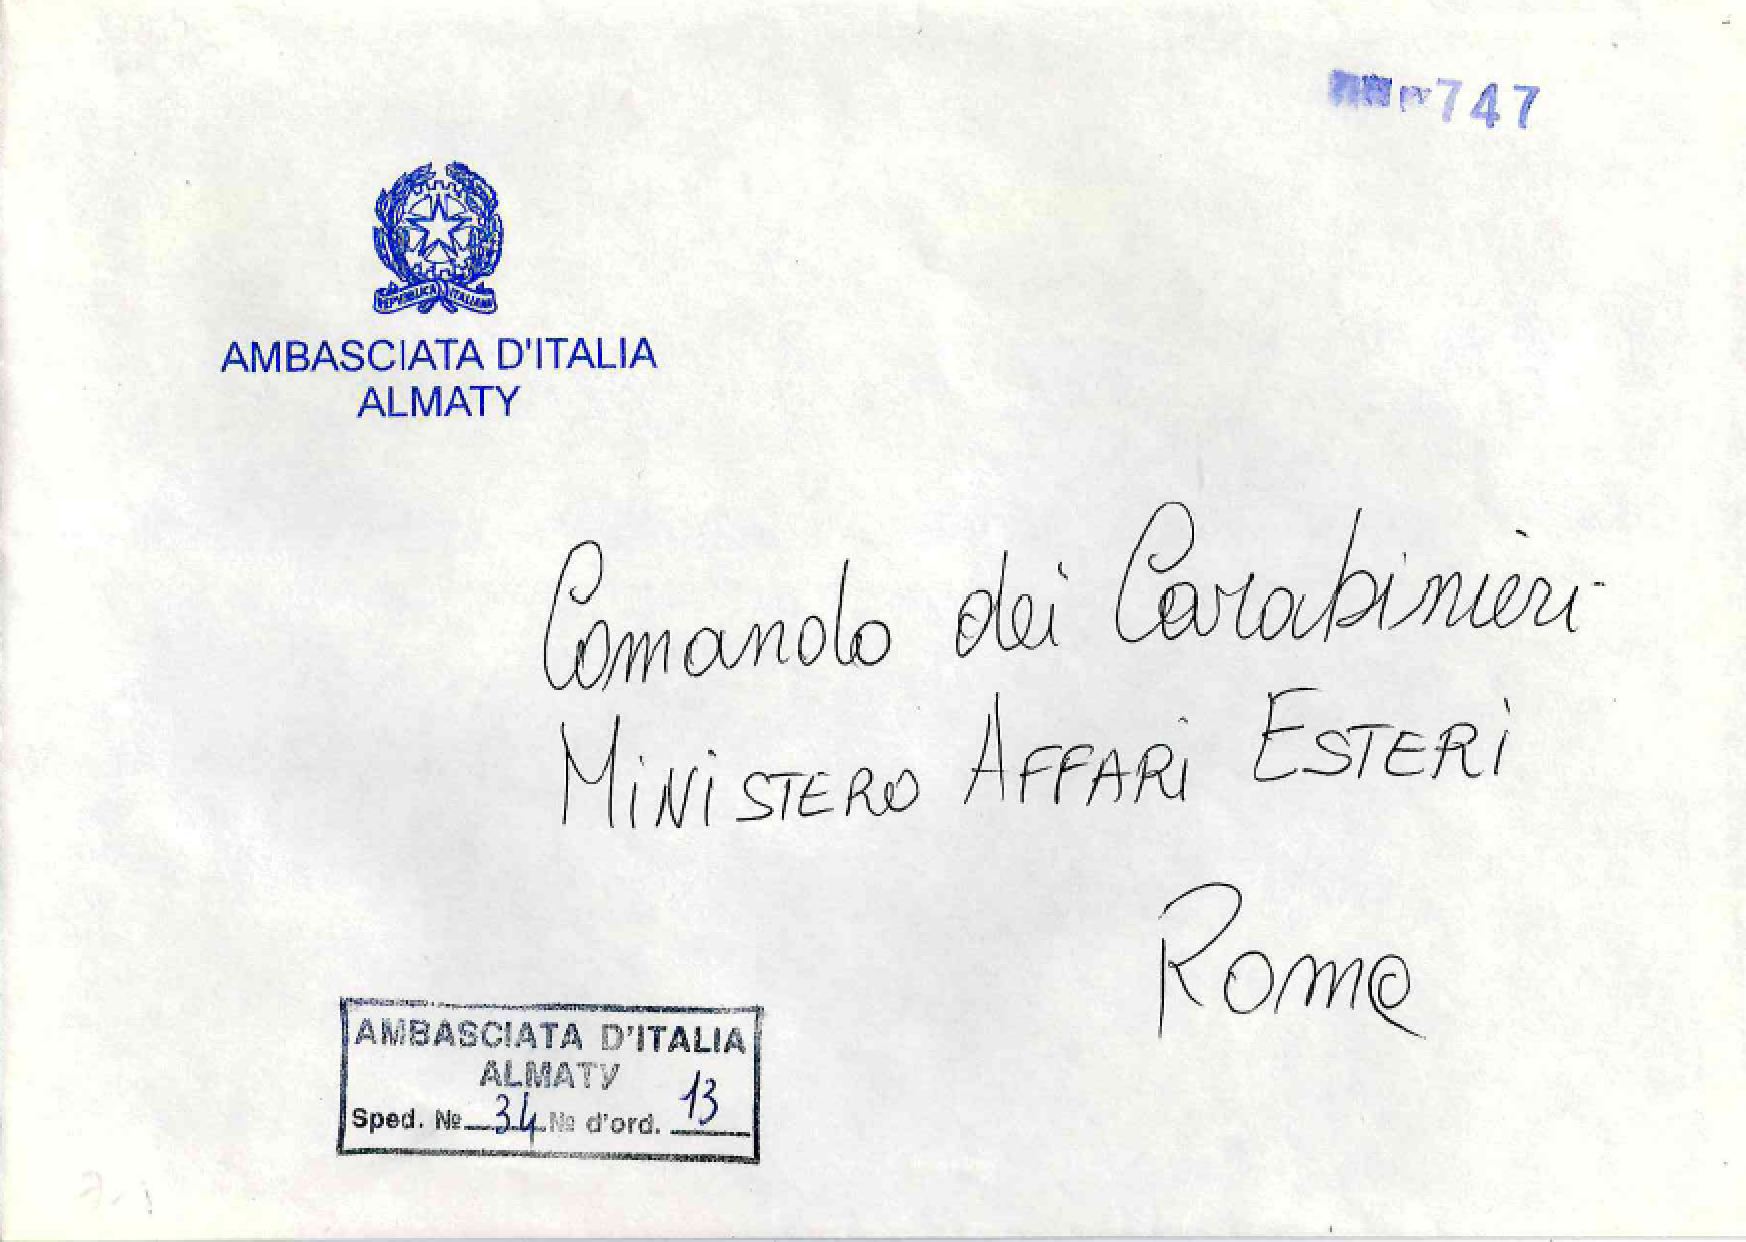 747
REPVBBLICA ITALIANA
AMBASCIATA D'ITALIA
ALMATY
Comando dei Carabinieri
MiNiSTERO AFFARi ESTERi
Roma
AMBASCIATA D'ITALIA
ALMATY
Sped. № 34 № d'ord. 13